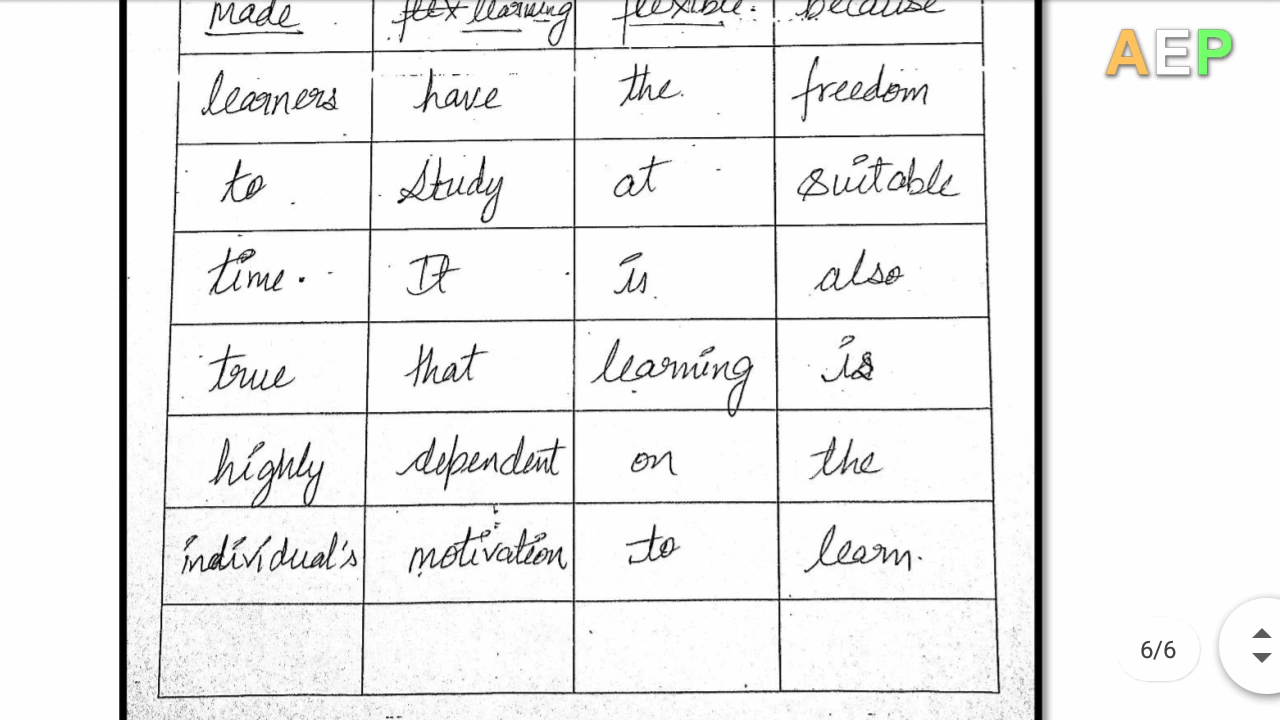 made learning flexible. because
learners have the. freedom
to study at suitable
time. It is also
true that learning is
highly dependent on the
individual's motivation to learn.
AEP
6/6